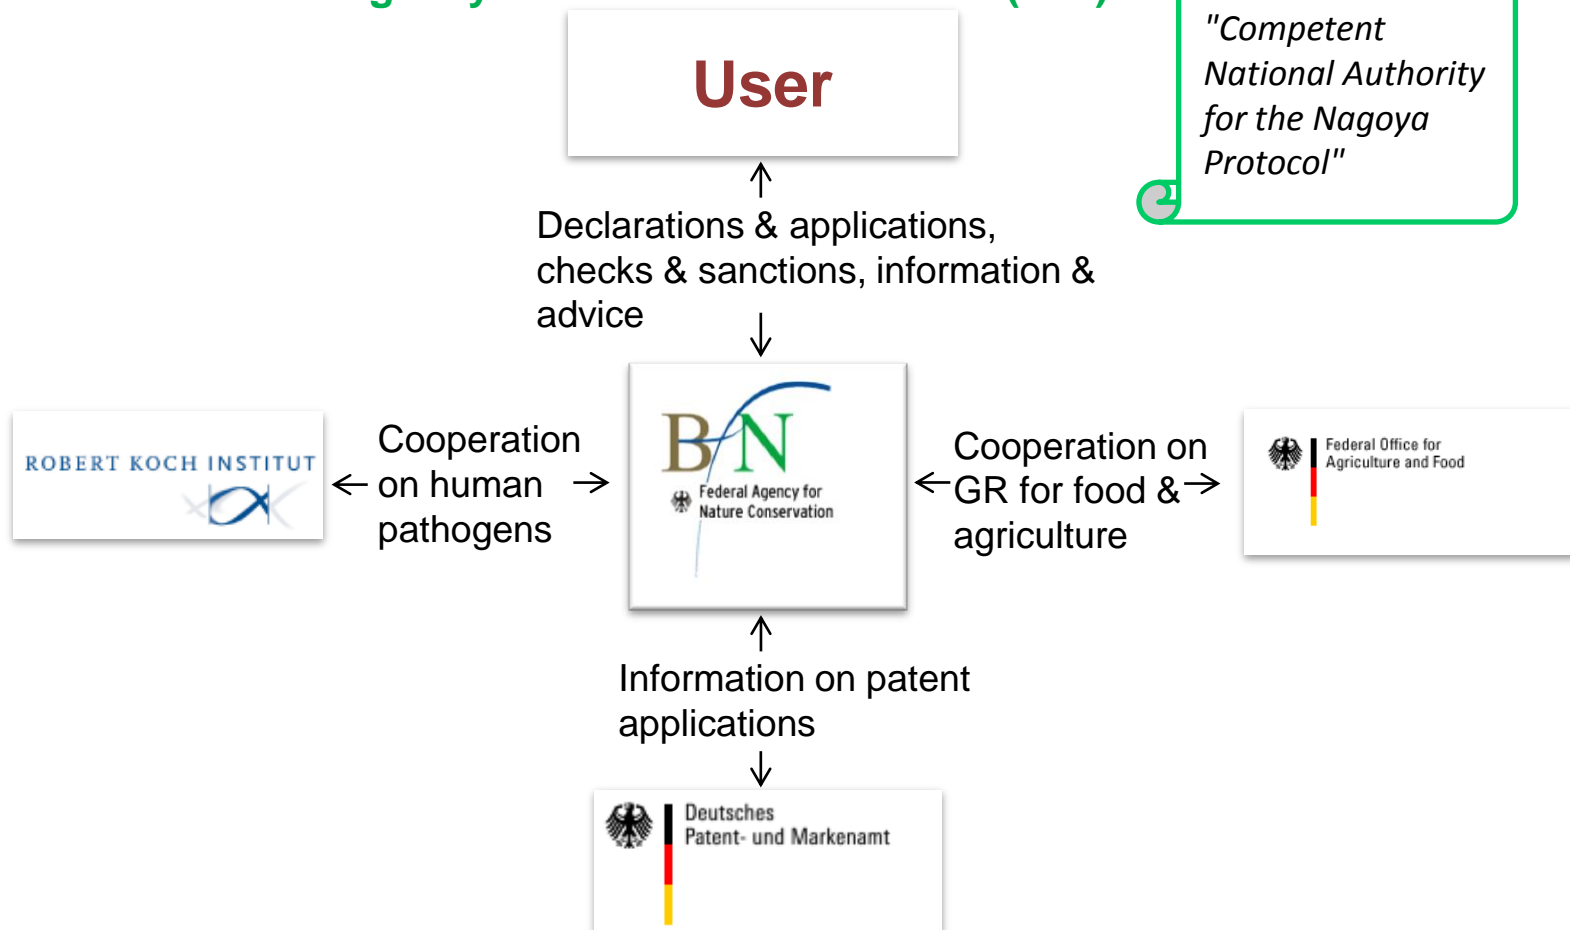 User
"Competent
National Authority
for the Nagoya
Protocol"
Declarations & applications,
checks & sanctions, information &
advice
ROBERT KOCH INSTITUT
Cooperation
on human
pathogens
BfN
Federal Agency for
Nature Conservation
Cooperation on
GR for food &
agriculture
Federal Office for
Agriculture and Food
Information on patent
applications
Deutsches
Patent- und Markenamt